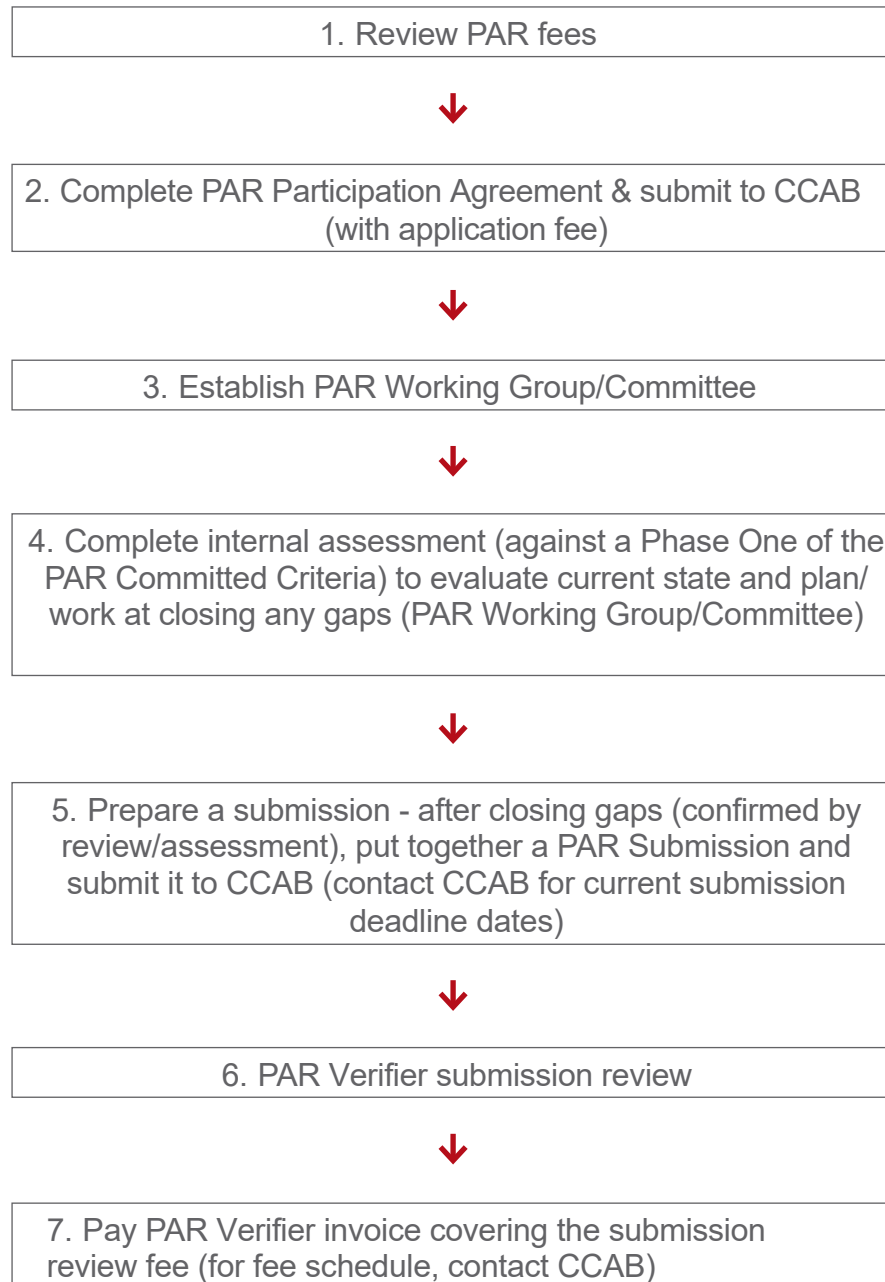 1. Review PAR fees
2. Complete PAR Participation Agreement & submit to CCAB
(with application fee)
3. Establish PAR Working Group/Committee
4. Complete internal assessment (against a Phase One of the
PAR Committed Criteria) to evaluate current state and plan/
work at closing any gaps (PAR Working Group/Committee)
5. Prepare a submission - after closing gaps (confirmed by
review/assessment), put together a PAR Submission and
submit it to CCAB (contact CCAB for current submission
deadline dates)
6. PAR Verifier submission review
7. Pay PAR Verifier invoice covering the submission
review fee (for fee schedule, contact CCAB)